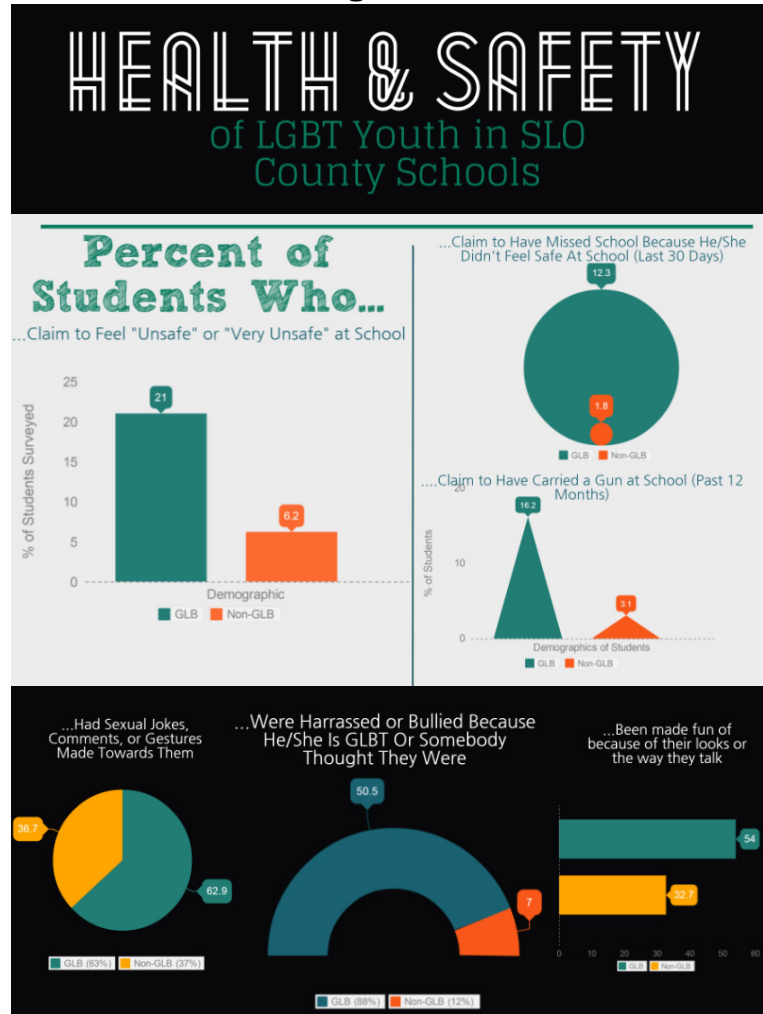 HEALTH & SAFETY
of LGBT Youth in SLO
County Schools
Percent of
Students Who...
...Claim to Feel "Unsafe" or "Very Unsafe" at School
25
20
15
10
5
0
% of Students Surveyed
21
6.2
Demographic
GLB Non-GLB
...Claim to Have Missed School Because He/She
Didn't Feel Safe At School (Last 30 Days)
12.3
1.8
GLB Non-GLB
....Claim to Have Carried a Gun at School (Past 12
Months)
20
10
0
% of Students
16.2
3.1
Demographics of Students
GLB Non-GLB
...Had Sexual Jokes,
Comments, or Gestures
Made Towards Them
36.7
62.9
GLB (63%) Non-GLB (37%)
...Were Harrassed or Bullied Because
He/She Is GLBT Or Somebody
Thought They Were
50.5
7
GLB (88%) Non-GLB (12%)
...Been made fun of
because of their looks or
the way they talk
54
32.7
0 10 20 30 40 50 60
GLB Non-GLB